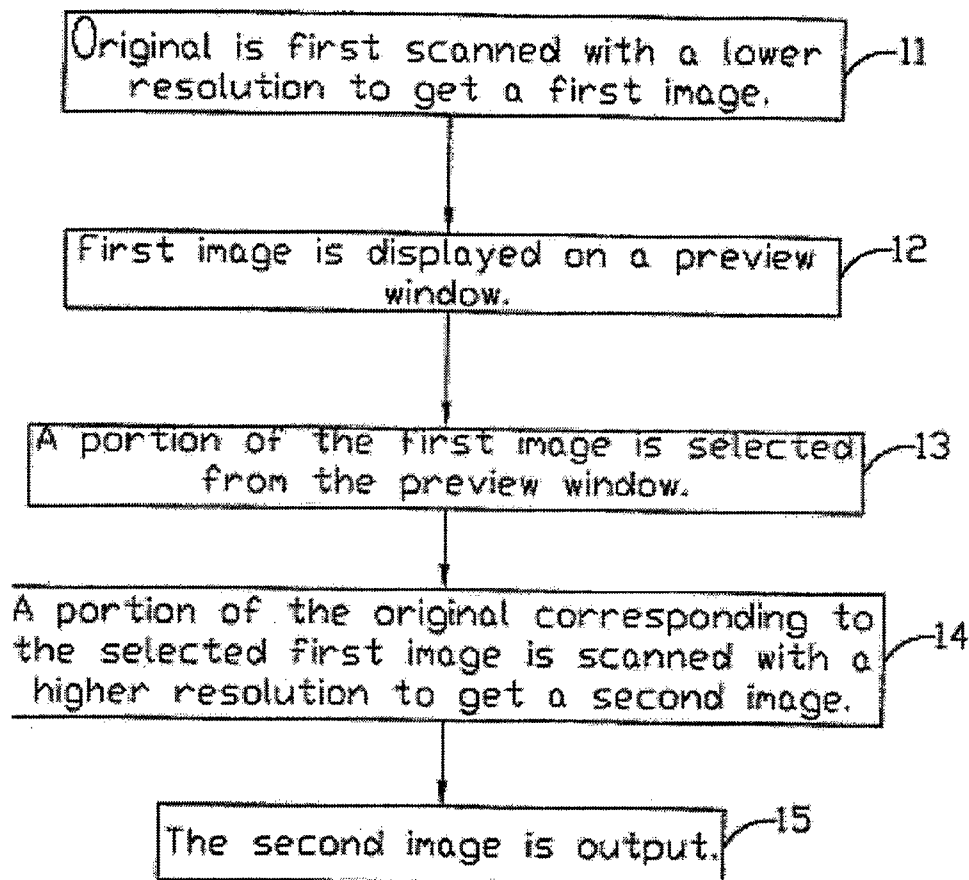 Original is first scanned with a lower
resolution to get a first image.
11
First image is displayed on a preview
window.
12
A portion of the first image is selected
from the preview window.
13
A portion of the original corresponding to
the selected first image is scanned with a
higher resolution to get a second image.
14
The second image is output.
15